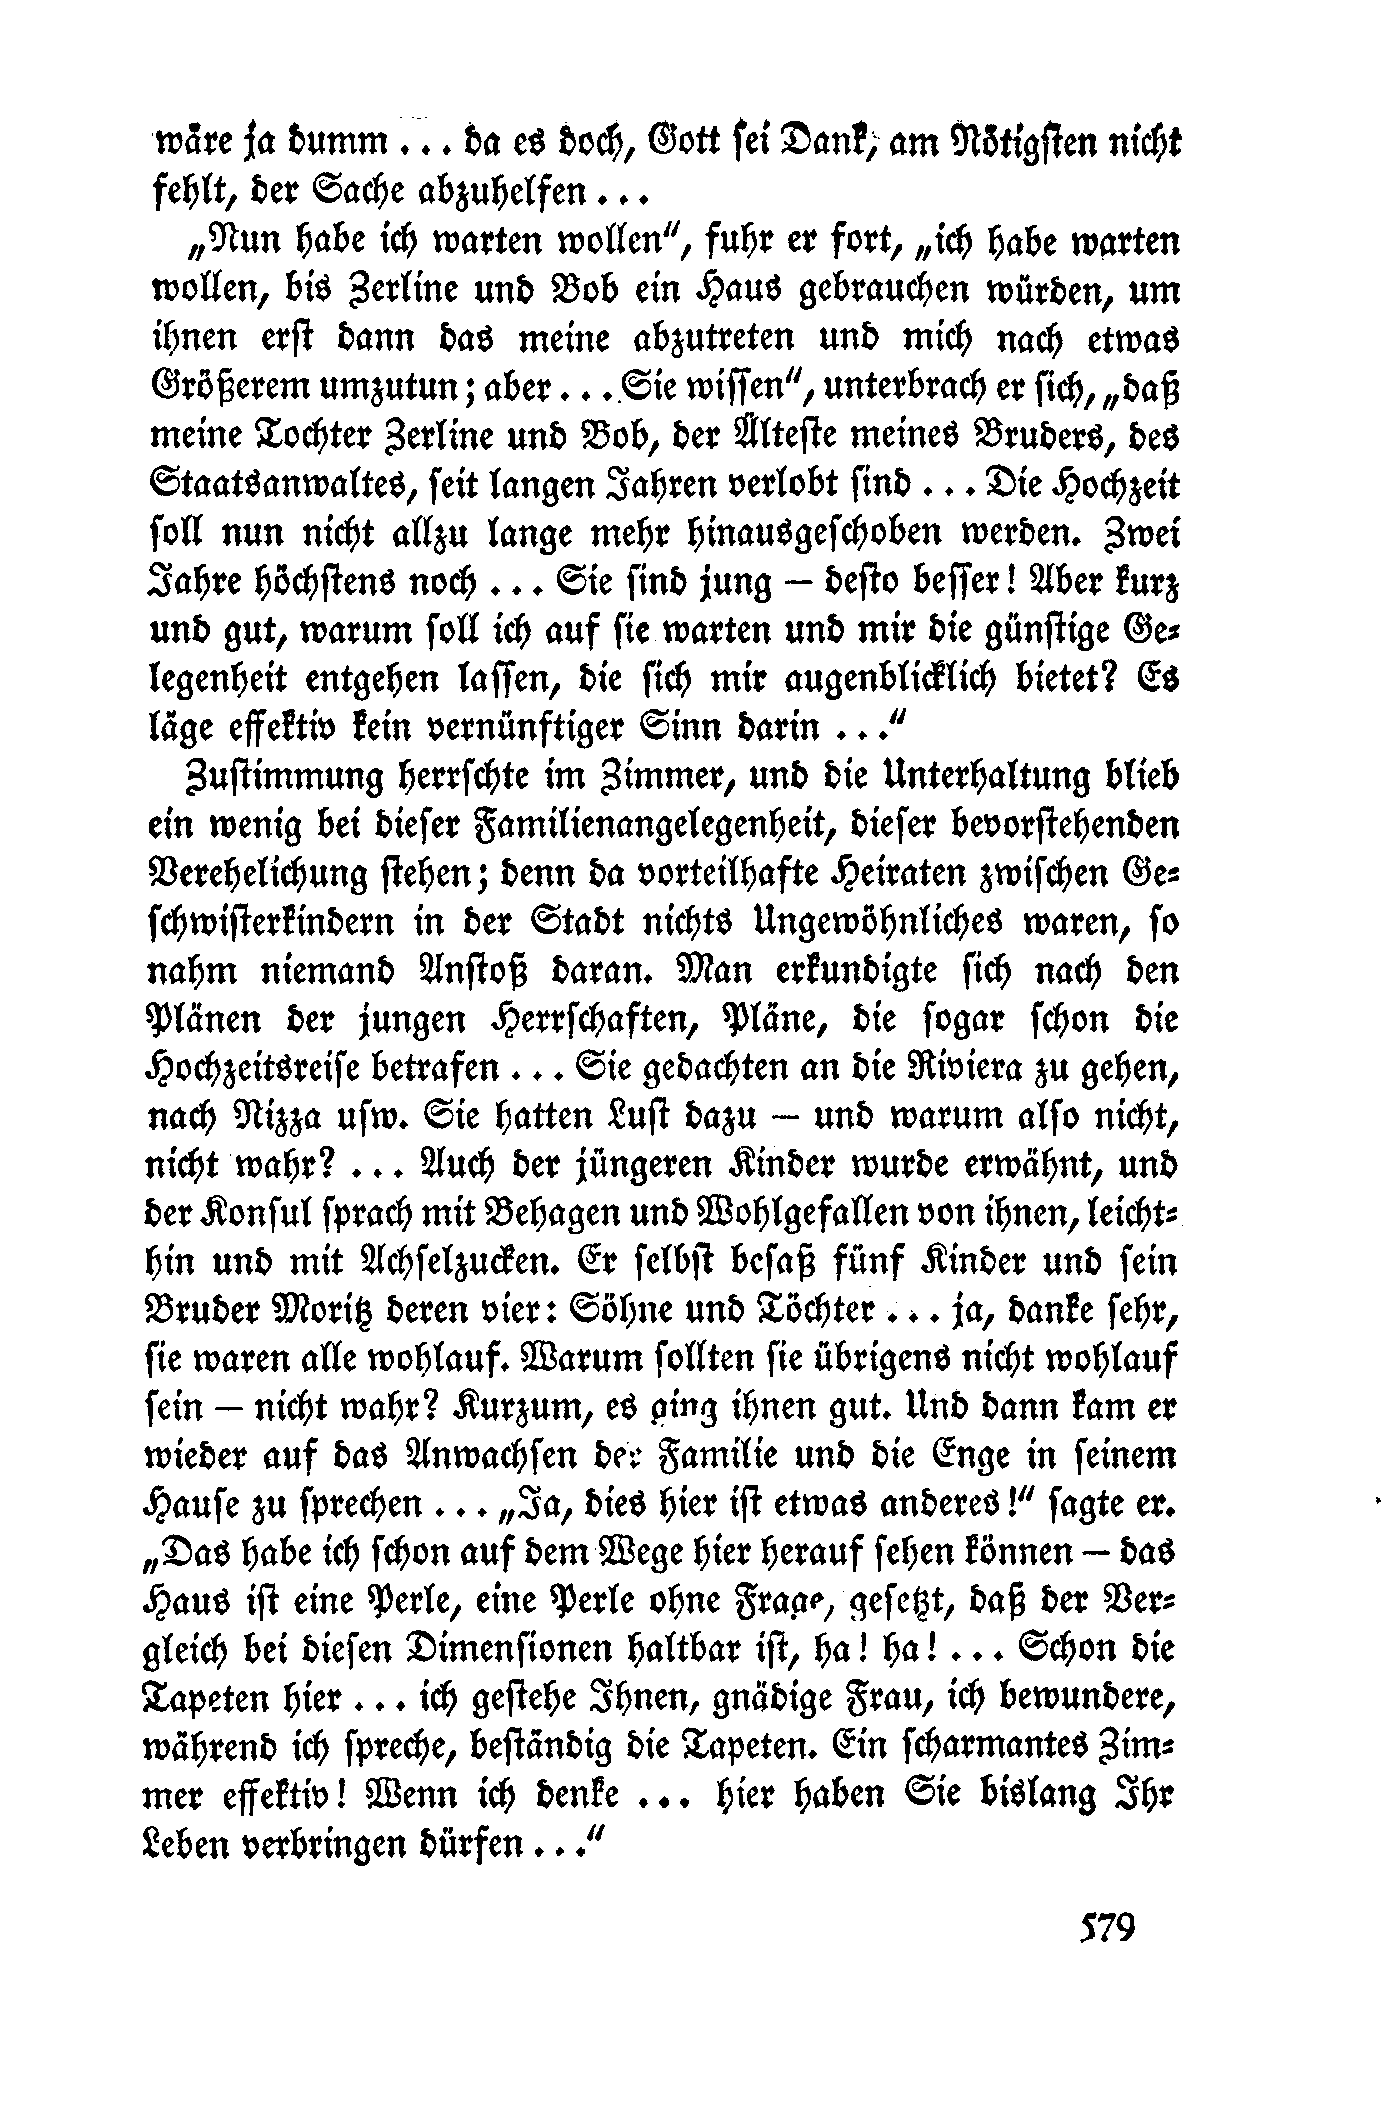 wäre ja dumm ... da es doch, Gott sei Dank, am Nötigsten nicht
fehlt, der Sache abzuhelfen ...
„Nun habe ich warten wollen“, fuhr er fort, „ich habe warten
wollen, bis Zerline und Bob ein Haus gebrauchen würden, um
ihnen erst dann das meine abzutreten und mich nach etwas
Größerem umzutun; aber ... Sie wissen“, unterbrach er sich, „daß
meine Tochter Zerline und Bob, der Älteste meines Bruders, des
Staatsanwaltes, seit langen Jahren verlobt sind ... Die Hochzeit
soll nun nicht allzu lange mehr hinausgeschoben werden. Zwei
Jahre höchstens noch ... Sie sind jung — desto besser! Aber kurz
und gut, warum soll ich auf sie warten und mir die günstige Ge-
legenheit entgehen lassen, die sich mir augenblicklich bietet? Es
läge effektiv kein vernünftiger Sinn darin ...“
Zustimmung herrschte im Zimmer, und die Unterhaltung blieb
ein wenig bei dieser Familienangelegenheit, dieser bevorstehenden
Verehelichung stehen; denn da vorteilhafte Heiraten zwischen Ge-
schwisterkindern in der Stadt nichts Ungewöhnliches waren, so
nahm niemand Anstoß daran. Man erkundigte sich nach den
Plänen der jungen Herrschaften, Pläne, die sogar schon die
Hochzeitsreise betrafen ... Sie gedachten an die Riviera zu gehen,
nach Nizza usw. Sie hatten Lust dazu — und warum also nicht,
nicht wahr? ... Auch der jüngeren Kinder wurde erwähnt, und
der Konsul sprach mit Behagen und Wohlgefallen von ihnen, leicht-
hin und mit Achselzucken. Er selbst besaß fünf Kinder und sein
Bruder Moritz deren vier: Söhne und Töchter ... ja, danke sehr,
sie waren alle wohlauf. Warum sollten sie übrigens nicht wohlauf
sein — nicht wahr? Kurzum, es ging ihnen gut. Und dann kam er
wieder auf das Anwachsen der Familie und die Enge in seinem
Hause zu sprechen ... „Ja, dies hier ist etwas anderes!“ sagte er.
„Das habe ich schon auf dem Wege hier herauf sehen können — das
Haus ist eine Perle, eine Perle ohne Frage, gesetzt, daß der Ver-
gleich bei diesen Dimensionen haltbar ist, ha! ha! ... Schon die
Tapeten hier ... ich gestehe Ihnen, gnädige Frau, ich bewundere,
während ich spreche, beständig die Tapeten. Ein scharmantes Zim-
mer effektiv! Wenn ich denke ... hier haben Sie bislang Ihr
Leben verbringen dürfen ...“
579